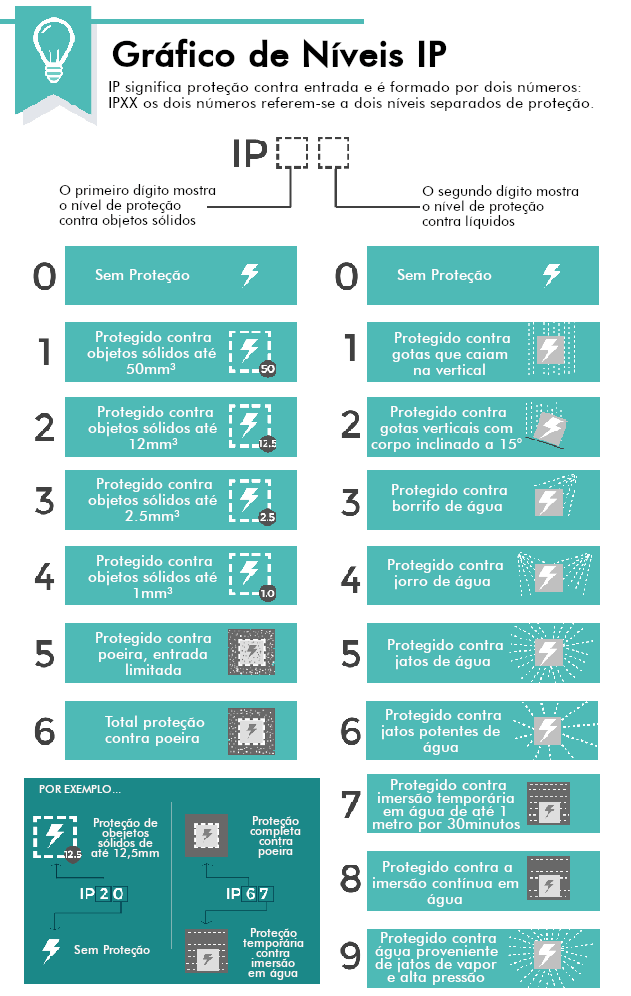 Gráfico de Níveis IP
IP significa proteção contra entrada e é formado por dois números:
IPXX os dois números referem-se a dois níveis separados de proteção.
IP
O primeiro dígito mostra
o nível de proteção
contra objetos sólidos
O segundo dígito mostra
o nível de proteção
contra líquidos
0
Sem Proteção
1
Protegido contra
objetos sólidos até
50mm³
50
2
Protegido contra
objetos sólidos até
12mm³
12.5
3
Protegido contra
objetos sólidos até
2.5mm³
2.5
4
Protegido contra
objetos sólidos até
1mm³
1.0
5
Protegido contra
poeira, entrada
limitada
6
Total proteção
contra poeira
0
Sem Proteção
1
Protegido contra
gotas que caiam
na vertical
2
Protegido contra
gotas verticais com
corpo inclinado a 15°
3
Protegido contra
borrifo de água
4
Protegido contra
jorro de água
5
Protegido contra
jatos de água
6
Protegido contra
jatos potentes de
água
7
Protegido contra
imersão temporária
em água de até 1
metro por 30minutos
8
Protegido contra a
imersão contínua em
água
9
Protegido contra
água proveniente
de jatos de vapor
e alta pressão
POR EXEMPLO...
12.5
Proteção de
obejetos
sólidos de
até 12,5mm
IP 2 0
Sem Proteção
Proteção
completa
contra
poeira
IP 6 7
Proteção
temporária
contra
imersão
em água